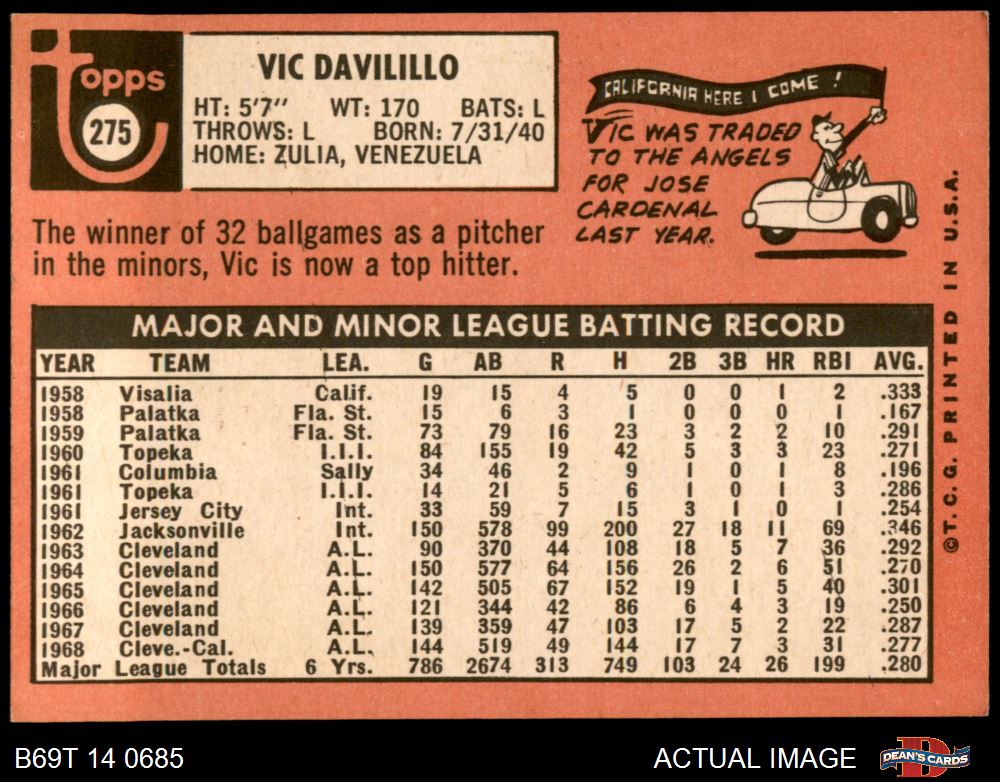 Topps
275
VIC DAVILILLO
HT: 5'7" WT: 170 BATS: L
THROWS: L BORN: 7/31/40
HOME: ZULIA, VENEZUELA
CALIFORNIA HERE I COME !
VIC WAS TRADED
TO THE ANGELS
FOR JOSE
CARDENAL
LAST YEAR.
The winner of 32 ballgames as a pitcher
in the minors, Vic is now a top hitter.
MAJOR AND MINOR LEAGUE BATTING RECORD
YEAR TEAM LEA. G AB R H 2B 3B HR RBI AVG.
1958 Visalia Calif. 19 15 4 5 0 0 1 2 .333
1958 Palatka Fla. St. 15 6 3 1 0 0 0 1 .167
1959 Palatka Fla. St. 73 79 16 23 3 2 2 10 .291
1960 Topeka I.I.I. 84 155 19 42 5 3 3 23 .271
1961 Columbia Sally 34 46 2 9 1 0 1 8 .196
1961 Topeka I.I.I. 14 21 5 6 1 0 1 3 .286
1961 Jersey City Int. 33 59 7 15 3 1 0 1 .254
1962 Jacksonville Int. 150 578 99 200 27 18 11 69 .346
1963 Cleveland A.L. 90 370 44 108 18 5 7 36 .292
1964 Cleveland A.L. 150 577 64 156 26 2 6 51 .270
1965 Cleveland A.L. 142 505 67 152 19 1 5 40 .301
1966 Cleveland A.L. 121 344 42 86 6 4 3 19 .250
1967 Cleveland A.L. 139 359 47 103 17 5 2 22 .287
1968 Cleve.-Cal. A.L. 144 519 49 144 17 7 3 31 .277
Major League Totals 6 Yrs. 786 2674 313 749 103 24 26 199 .280
©T.C.G. PRINTED IN U.S.A.
B69T 14 0685
ACTUAL IMAGE
DEAN'S CARDS